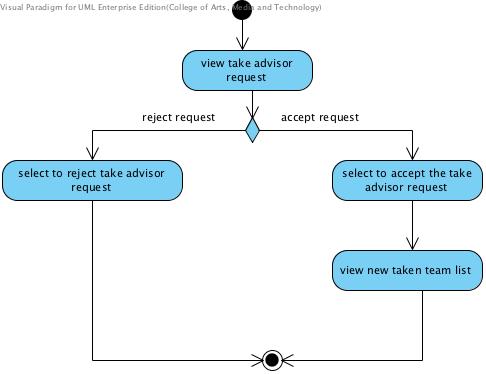 Visual Paradigm for UML Enterprise Edition(College of Arts, Media and Technology)
view take advisor
request
reject request
accept request
select to reject take advisor
request
select to accept the take
advisor request
view new taken team list